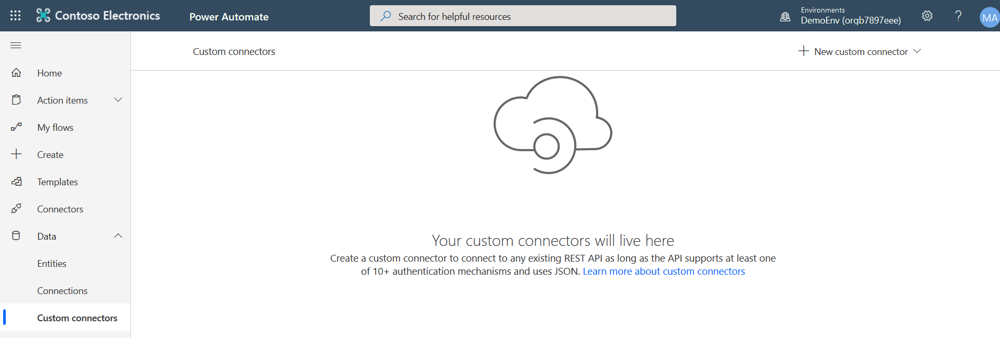 Contoso Electronics
Power Automate
Search for helpful resources
Environments
DemoEnv (orgb7897eee)
?
MA
Custom connectors
New custom connector
Home
Action items
My flows
Create
Templates
Connectors
Data
Entities
Connections
Custom connectors
Your custom connectors will live here
Create a custom connector to connect to any existing REST API as long as the API supports at least one
of 10+ authentication mechanisms and uses JSON. Learn more about custom connectors